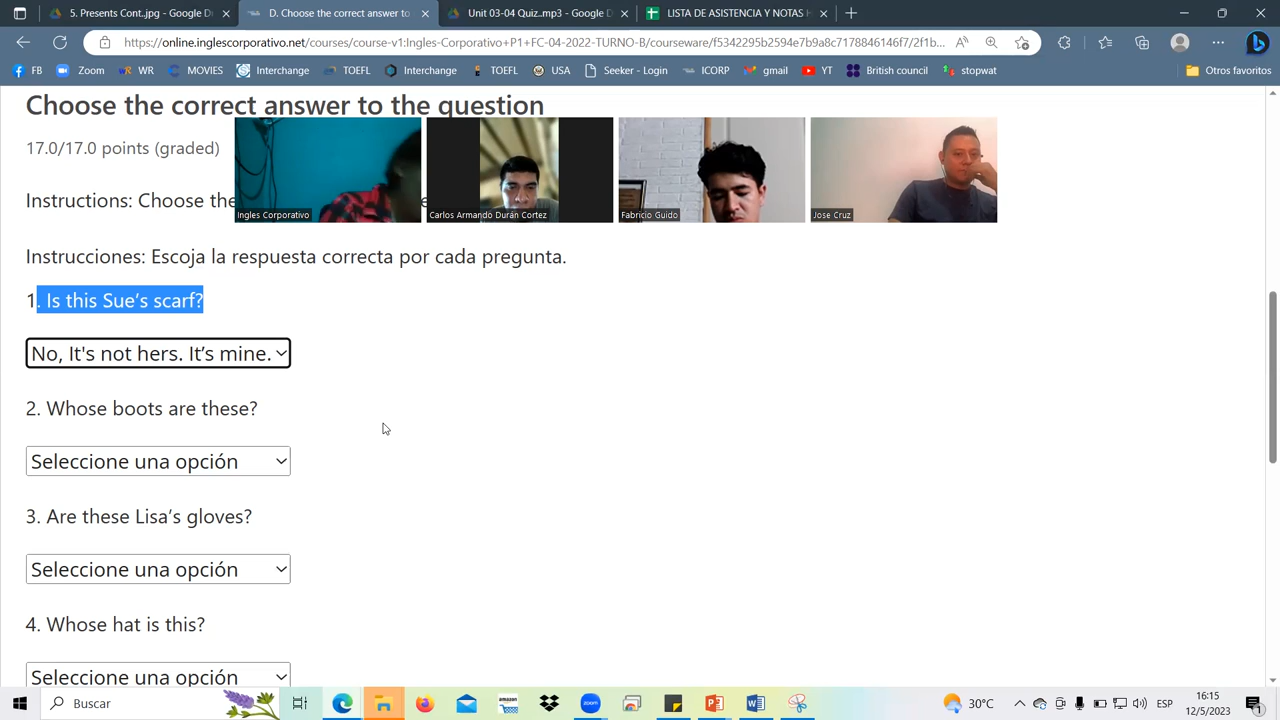 5. Presents Cont..jpg - Google D
D. Choose the correct answer to
Unit 03-04 Quiz..mp3 - Google D
LISTA DE ASISTENCIA Y NOTAS H
https://online.inglescorporativo.net/courses/course-v1:Ingles-Corporativo+P1+FC-04-2022-TURNO-B/courseware/f5342295b2594e7b9a8c7178846146f7/2f1b...
FB Zoom WR MOVIES Interchange TOEFL Interchange TOEFL USA Seeker - Login ICORP gmail YT British council stopwat Otros favoritos
Choose the correct answer to the question
17.0/17.0 points (graded)
Ingles Corporativo
Carlos Armando Durán Cortez
Fabricio Guido
Jose Cruz
Instructions: Choose the
Instrucciones: Escoja la respuesta correcta por cada pregunta.
1. Is this Sue’s scarf?
No, It's not hers. It’s mine.
2. Whose boots are these?
Seleccione una opción
3. Are these Lisa’s gloves?
Seleccione una opción
4. Whose hat is this?
Seleccione una opción
Buscar
30°C
ESP
16:15
12/5/2023